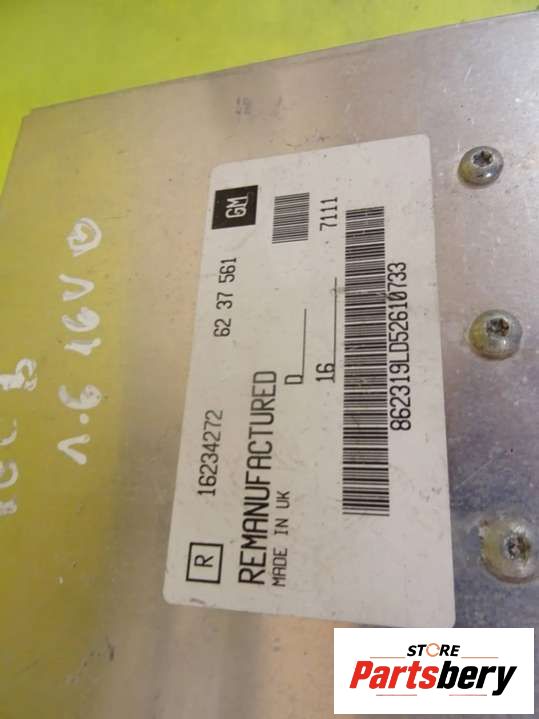 GM
R 16234272 62 37 561
REMANUFACTURED
MADE IN UK
D
16 7111
862319LD52610733
1.6 16V
STORE
Partsbery